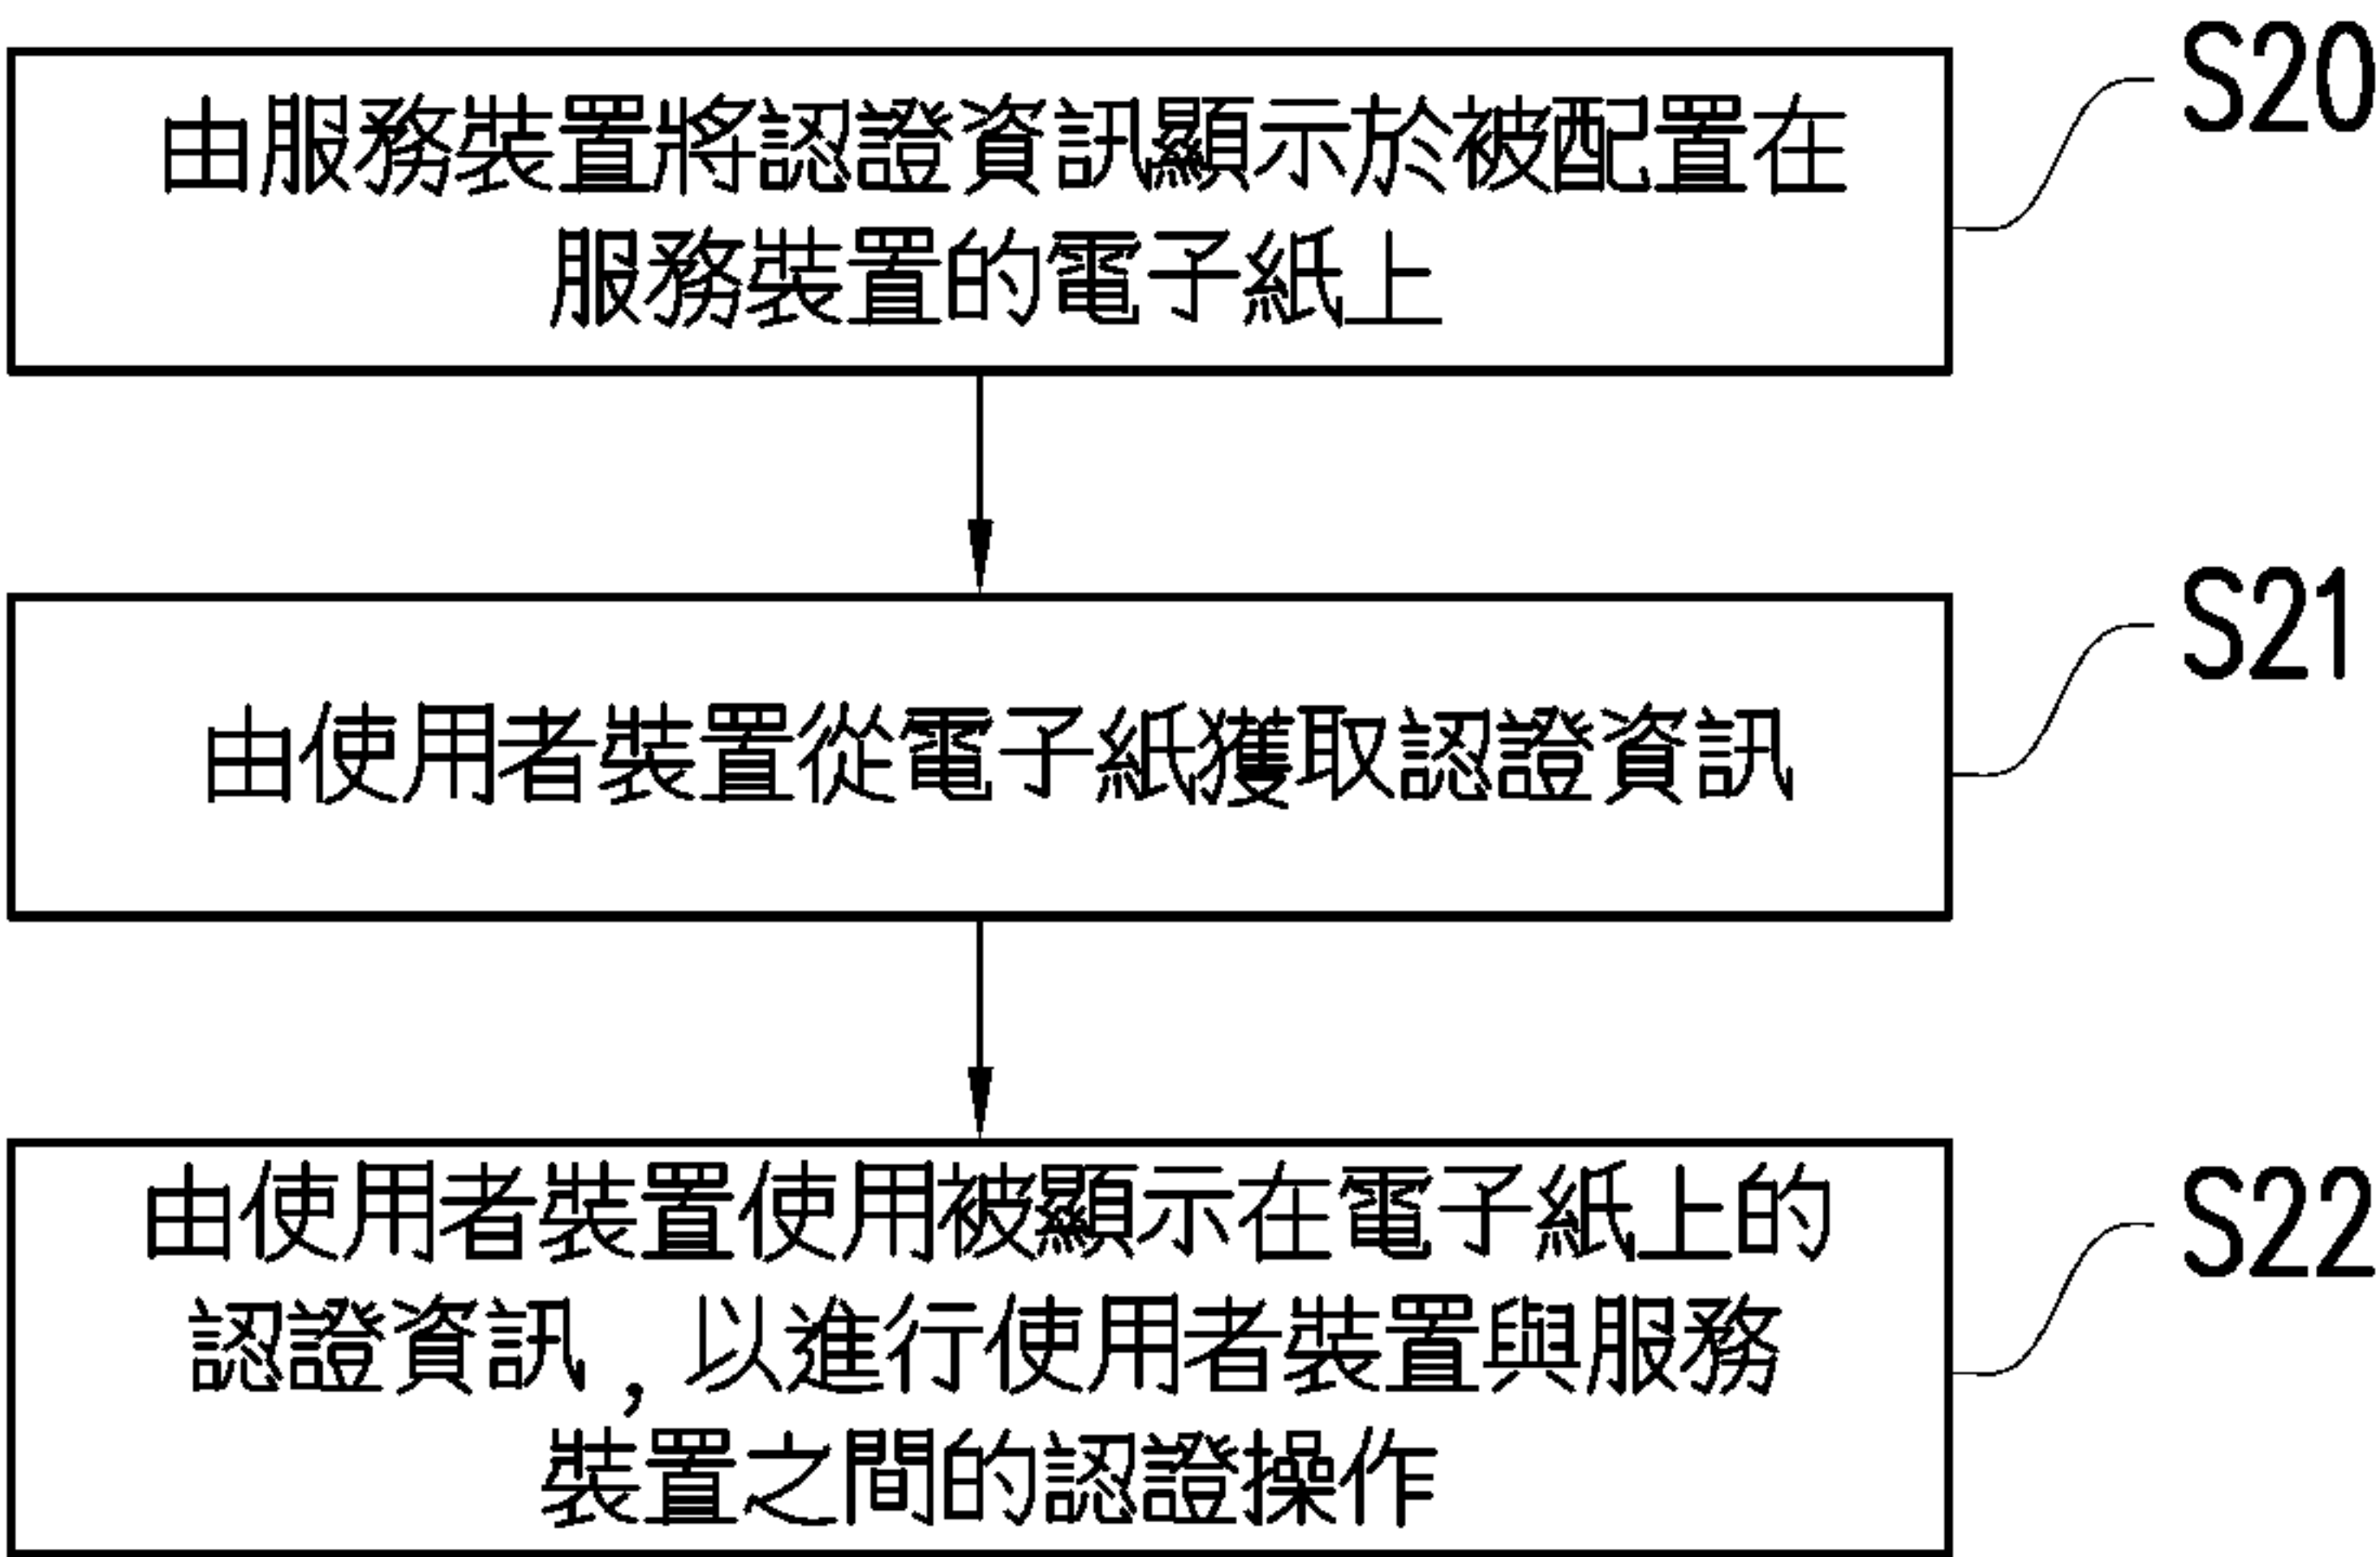 由服務裝置將認證資訊顯示於被配置在
服務裝置的電子紙上
S20
由使用者裝置從電子紙獲取認證資訊
S21
由使用者裝置使用被顯示在電子紙上的
認證資訊，以進行使用者裝置與服務
裝置之間的認證操作
S22